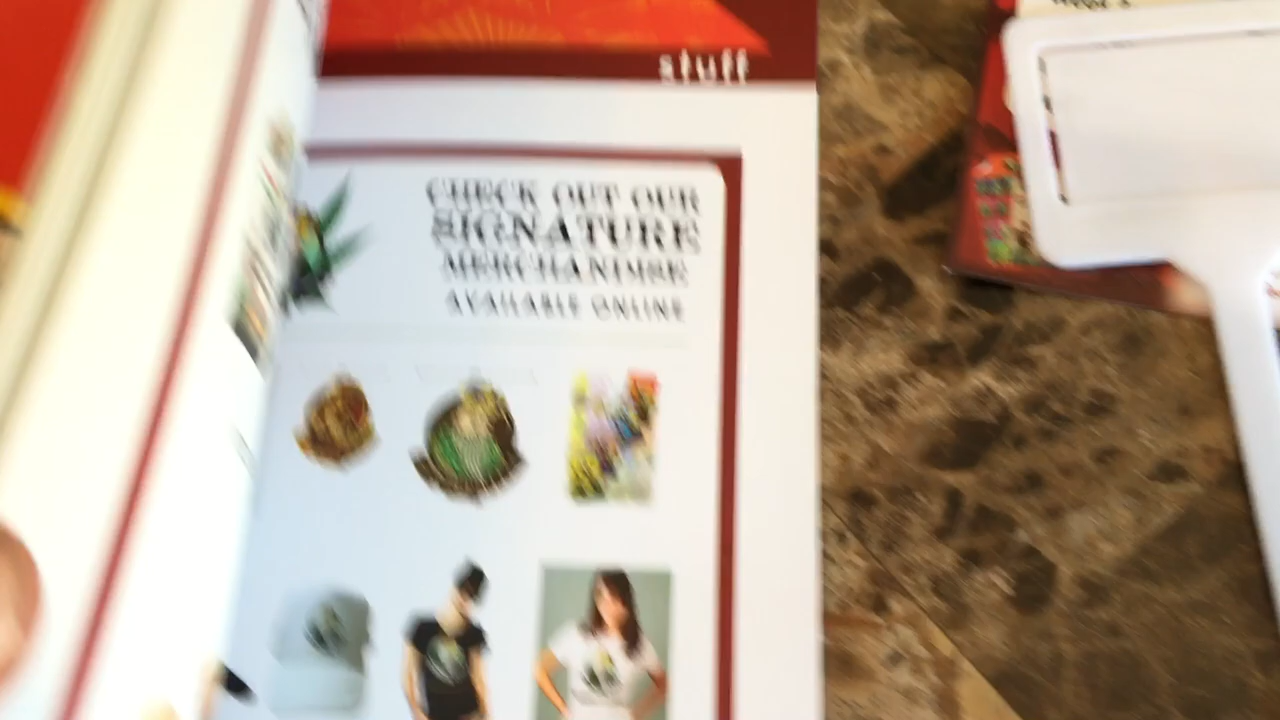 stuff
CHECK OUT OUR
SIGNATURE
MERCHANDISE
AVAILABLE ONLINE